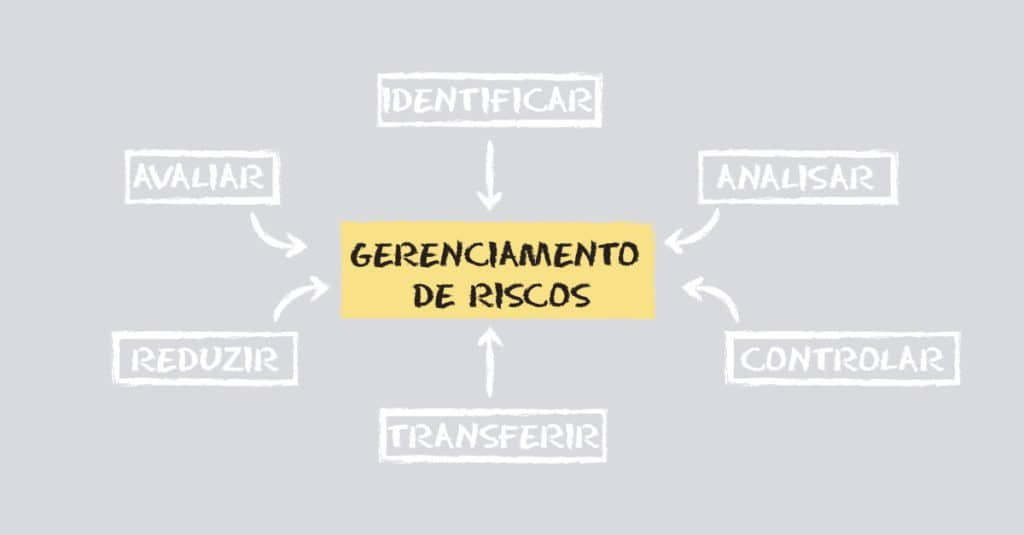 IDENTIFICAR
AVALIAR
ANALISAR
GERENCIAMENTO
DE RISCOS
REDUZIR
CONTROLAR
TRANSFERIR